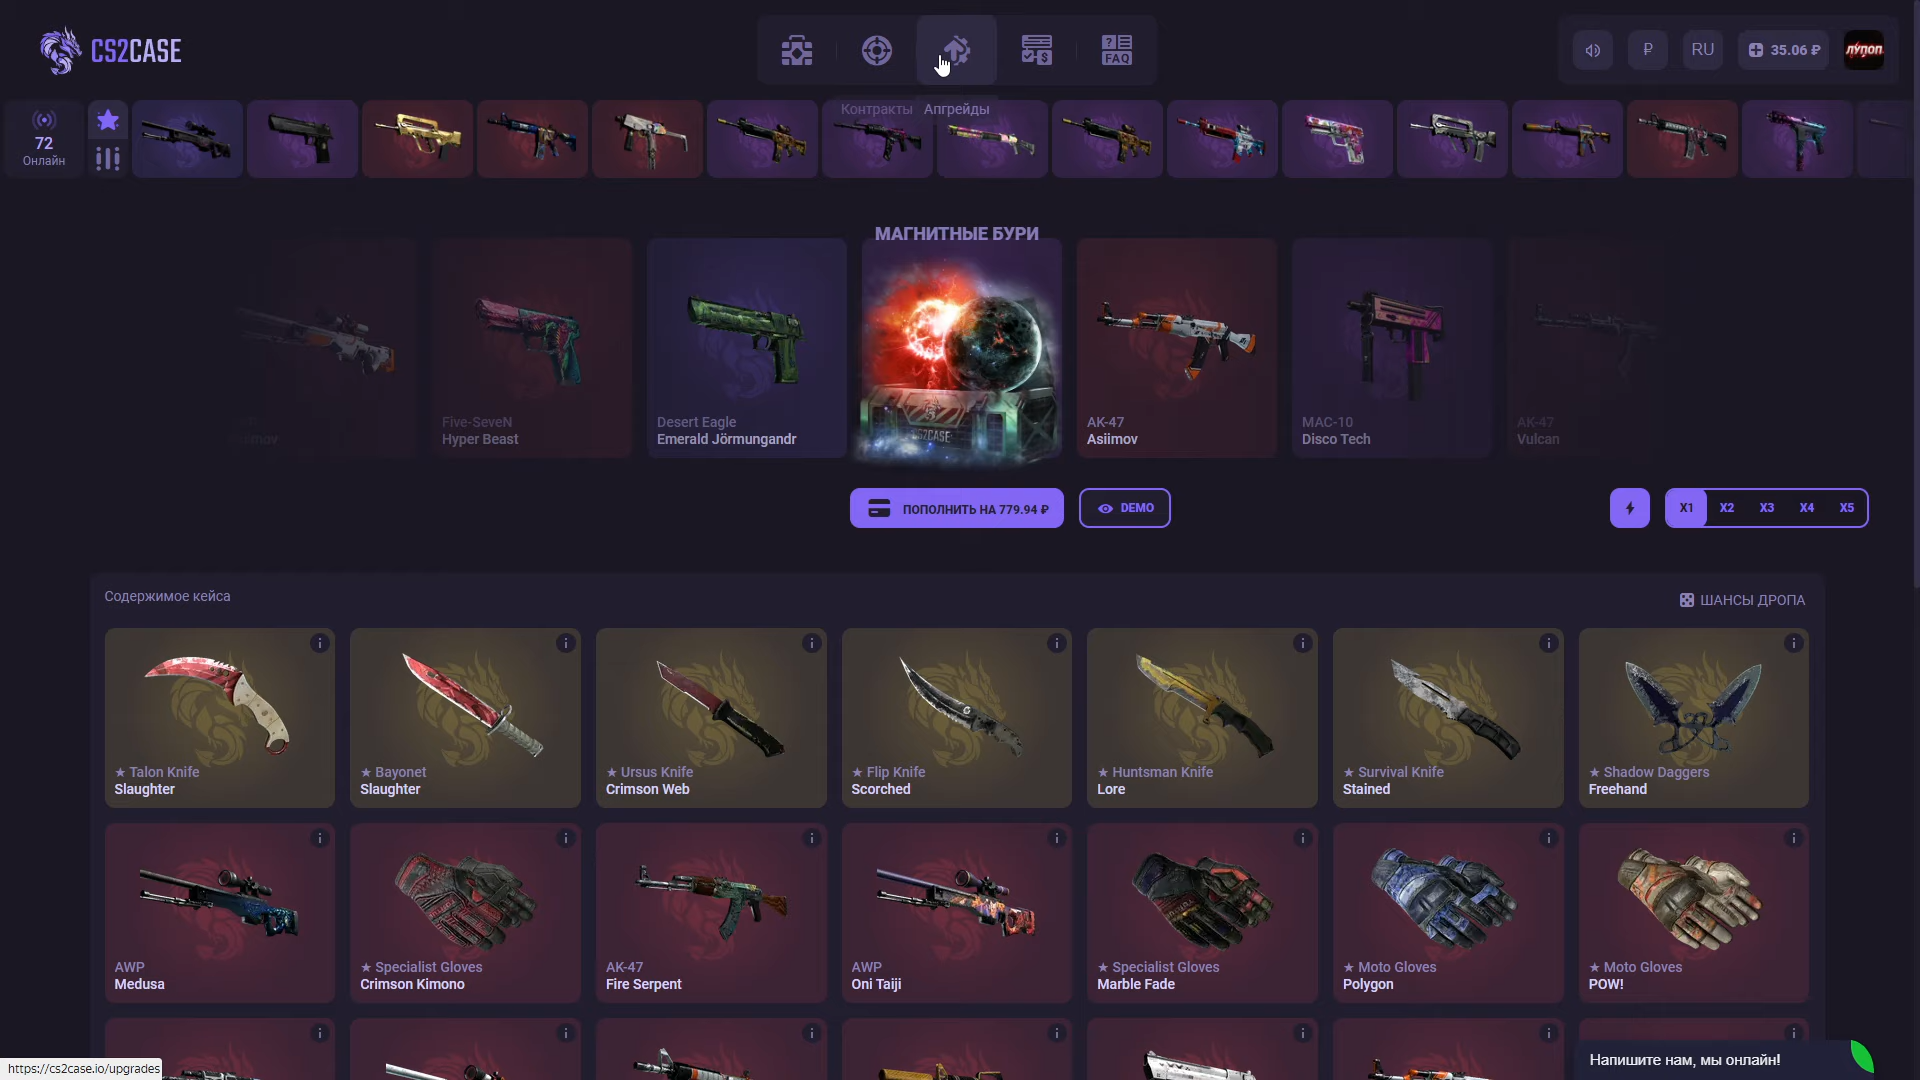 CS2CASE
FAQ
RU
35.06 ₽
ЛУПОП
72
Онлайн
Контракты
Апгрейды
МАГНИТНЫЕ БУРИ
Five-SeveN
Hyper Beast
Desert Eagle
Emerald Jörmungandr
CS2CASE
AK-47
Asiimov
MAC-10
Disco Tech
AK-47
Vulcan
ПОПОЛНИТЬ НА 779.94 ₽
DEMO
X1 X2 X3 X4 X5
Содержимое кейса
ШАНСЫ ДРОПА
★ Talon Knife
Slaughter
★ Bayonet
Slaughter
★ Ursus Knife
Crimson Web
★ Flip Knife
Scorched
★ Huntsman Knife
Lore
★ Survival Knife
Stained
★ Shadow Daggers
Freehand
AWP
Medusa
★ Specialist Gloves
Crimson Kimono
AK-47
Fire Serpent
AWP
Oni Taiji
★ Specialist Gloves
Marble Fade
★ Moto Gloves
Polygon
★ Moto Gloves
POW!
https://cs2case.io/upgrades
Напишите нам, мы онлайн!